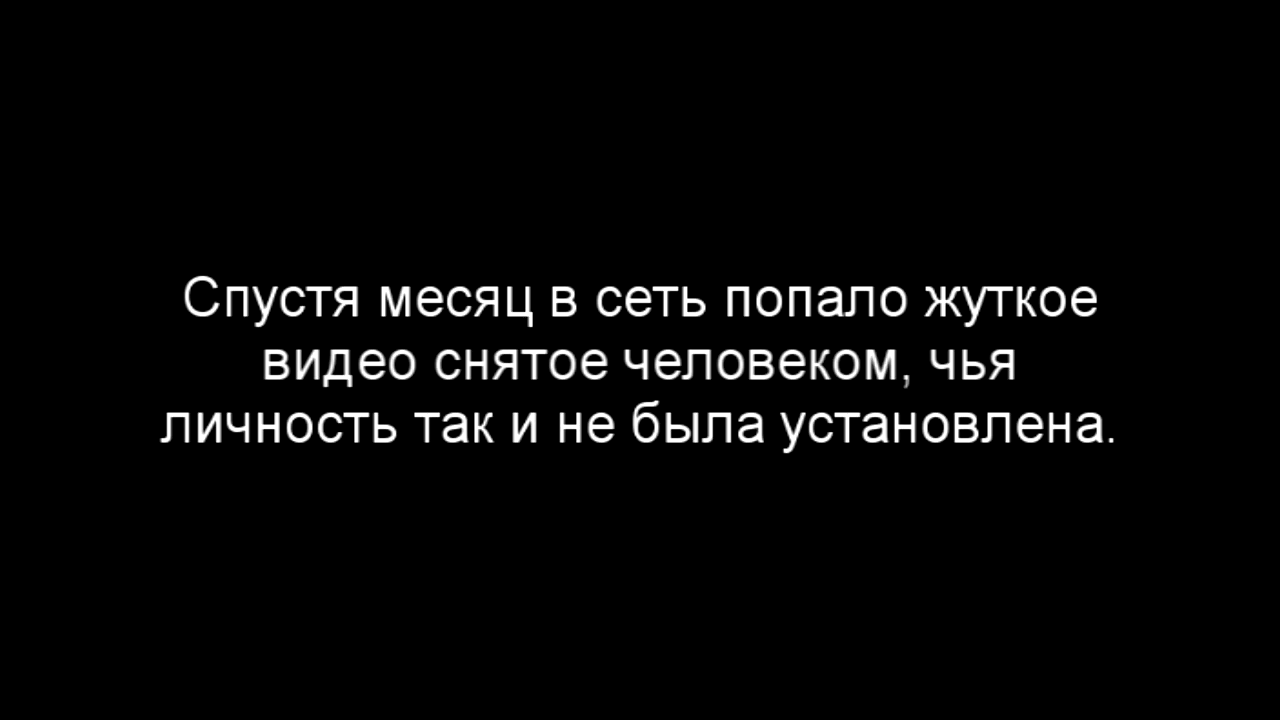 Спустя месяц в сеть попало жуткое
видео снятое человеком, чья
личность так и не была установлена.